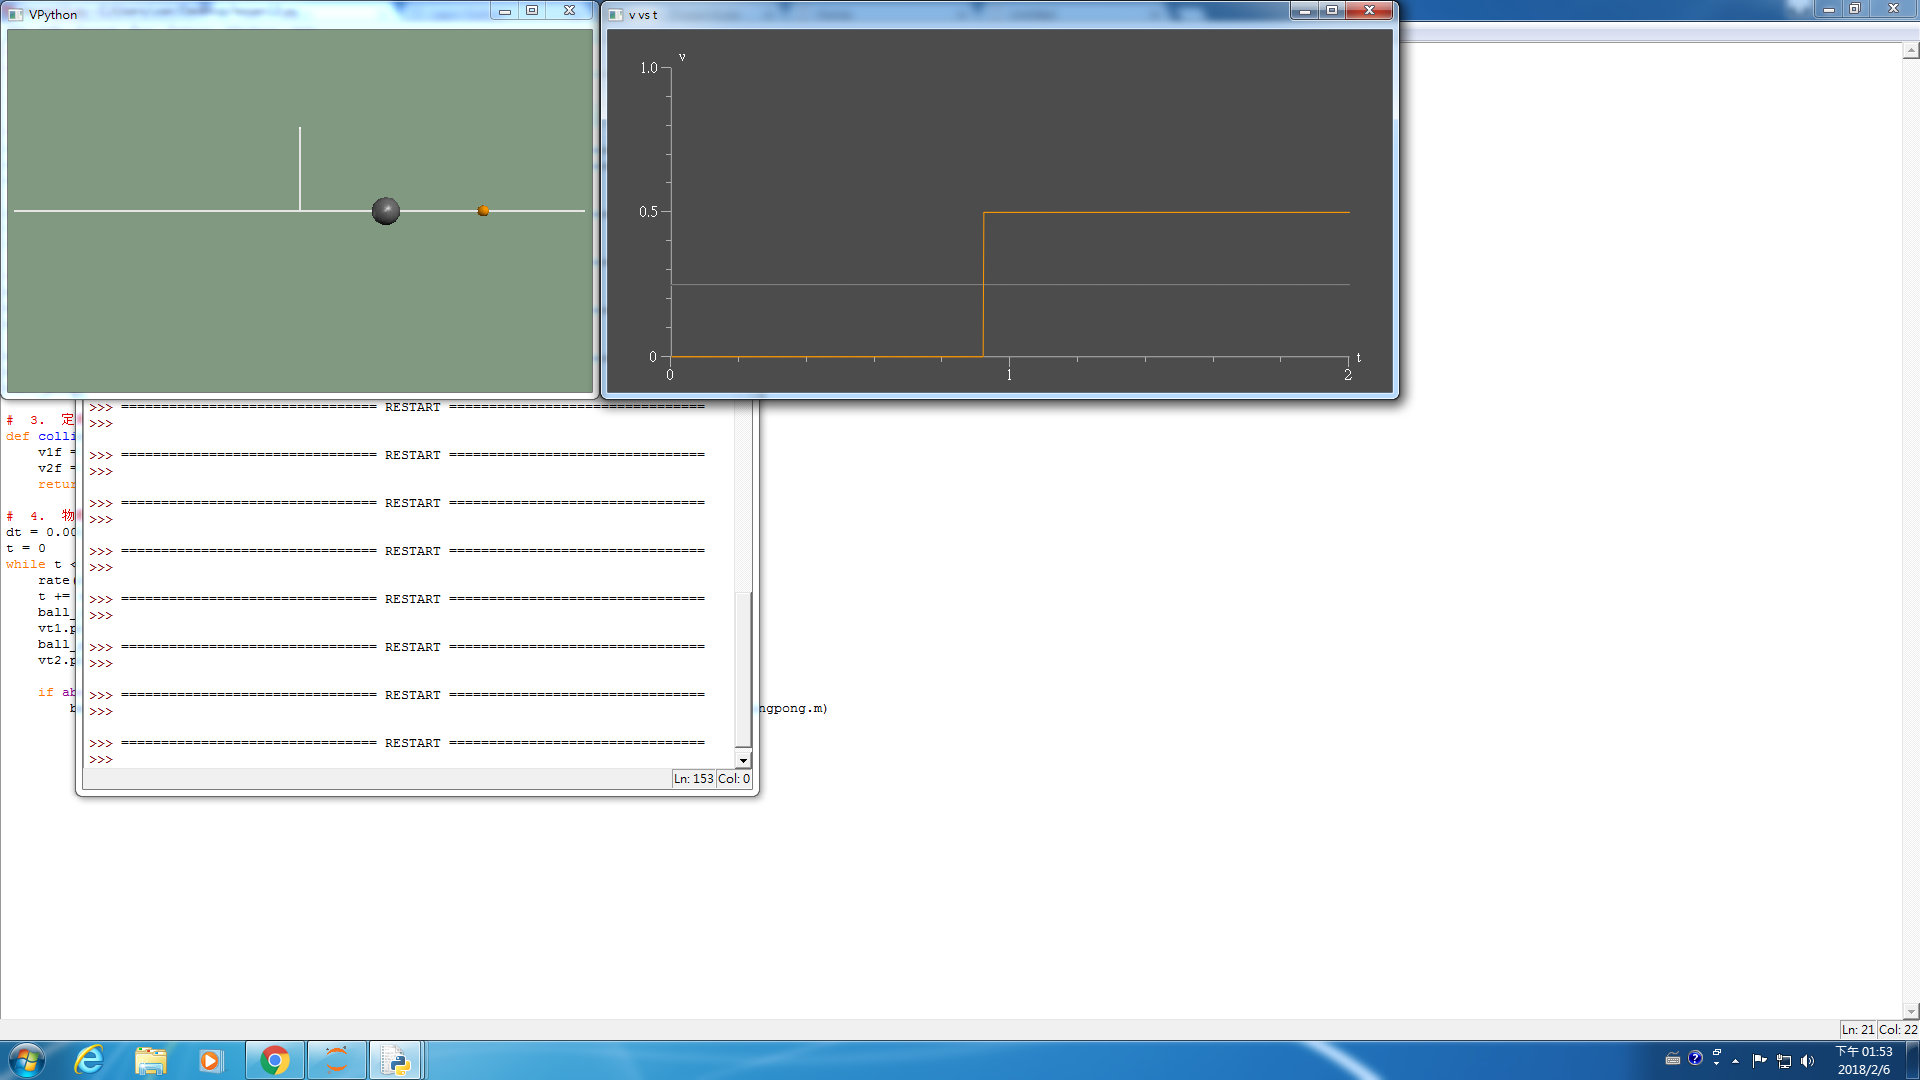 VPython
v vs t
v
1.0
0.5
0
t
0
1
2
# 3. 定
def colli
v1f =
v2f =
retur
# 4. 物
dt = 0.00
t = 0
while t <
rate(
t +=
ball_
vt1.p
ball_
vt2.p
if ab
b
ngpong.m)
>>> ================================ RESTART ================================
>>>
>>> ================================ RESTART ================================
>>>
>>> ================================ RESTART ================================
>>>
>>> ================================ RESTART ================================
>>>
>>> ================================ RESTART ================================
>>>
>>> ================================ RESTART ================================
>>>
>>> ================================ RESTART ================================
>>>
>>> ================================ RESTART ================================
>>>
Ln: 153 Col: 0
Ln: 21 Col: 22
下午 01:53
2018/2/6